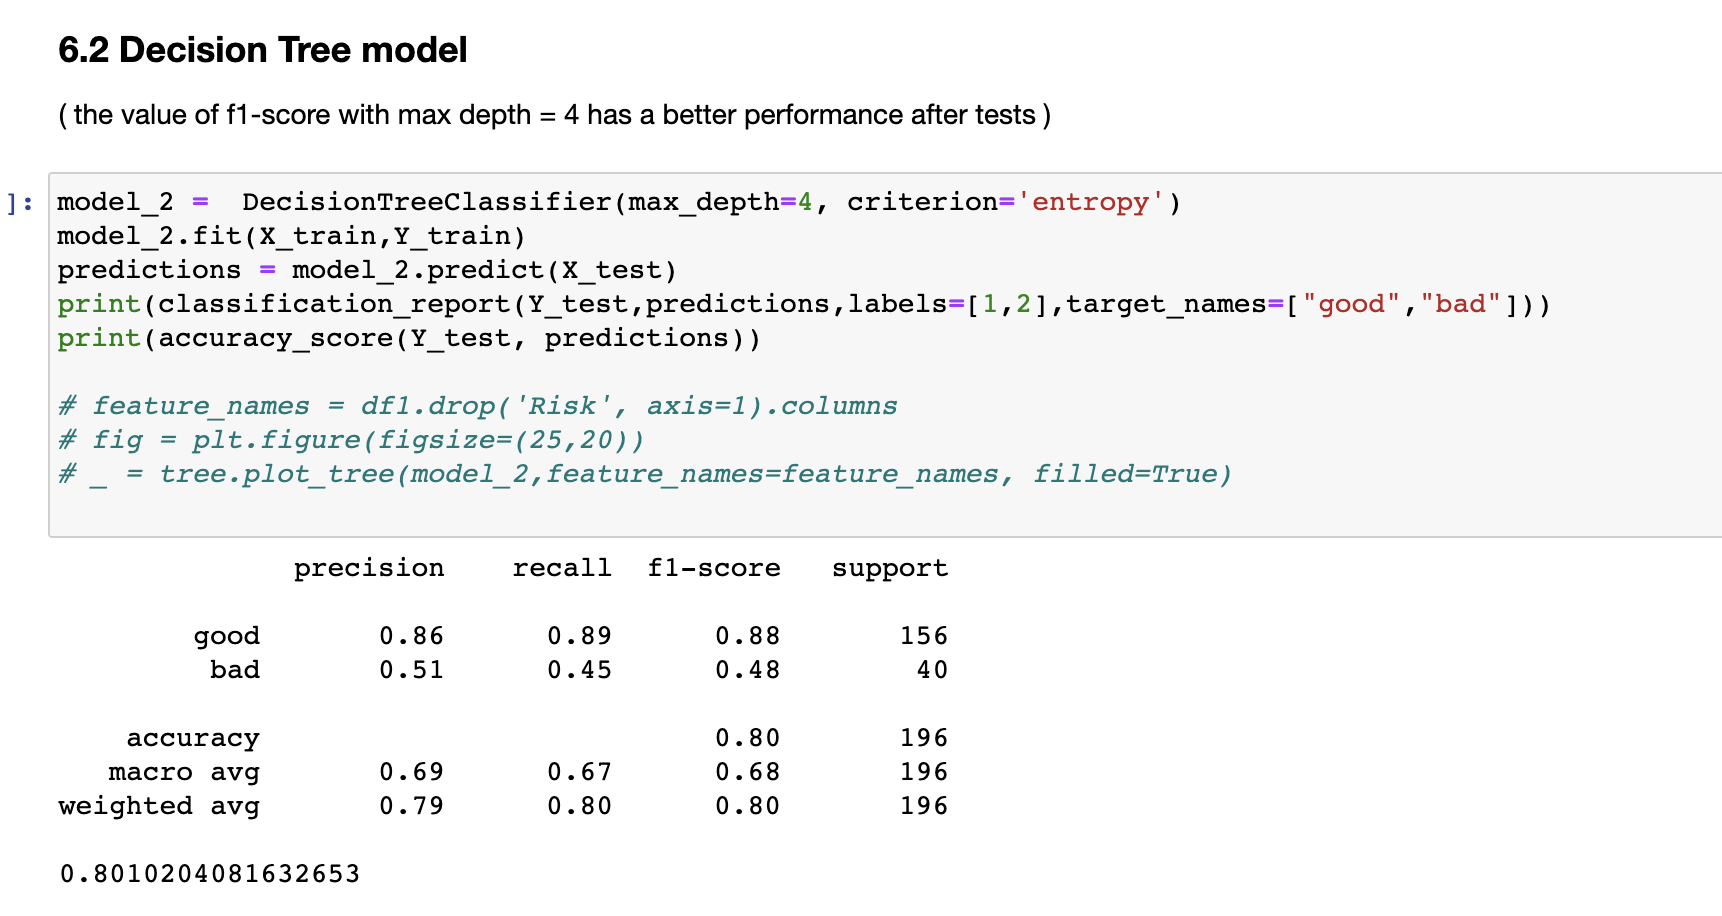 6.2 Decision Tree model
( the value of f1-score with max depth = 4 has a better performance after tests )
]:
model_2 =  DecisionTreeClassifier(max_depth=4, criterion='entropy')
model_2.fit(X_train,Y_train)
predictions = model_2.predict(X_test)
print(classification_report(Y_test,predictions,labels=[1,2],target_names=["good","bad"]))
print(accuracy_score(Y_test, predictions))
# feature_names = df1.drop('Risk', axis=1).columns
# fig = plt.figure(figsize=(25,20))
# _ = tree.plot_tree(model_2,feature_names=feature_names, filled=True)
precision recall f1-score support
good 0.86 0.89 0.88 156
bad 0.51 0.45 0.48 40
accuracy 0.80 196
macro avg 0.69 0.67 0.68 196
weighted avg 0.79 0.80 0.80 196
0.8010204081632653